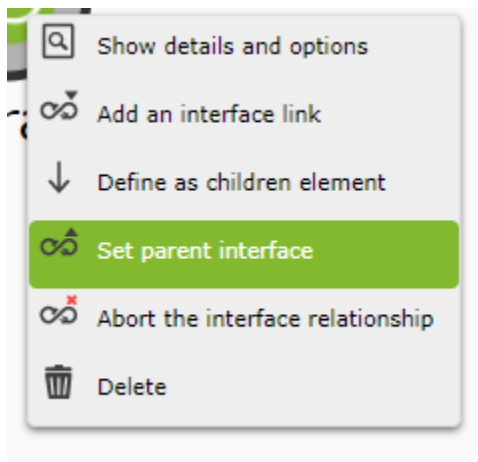 Show details and options
Add an interface link
Define as children element
Set parent interface
Abort the interface relationship
Delete